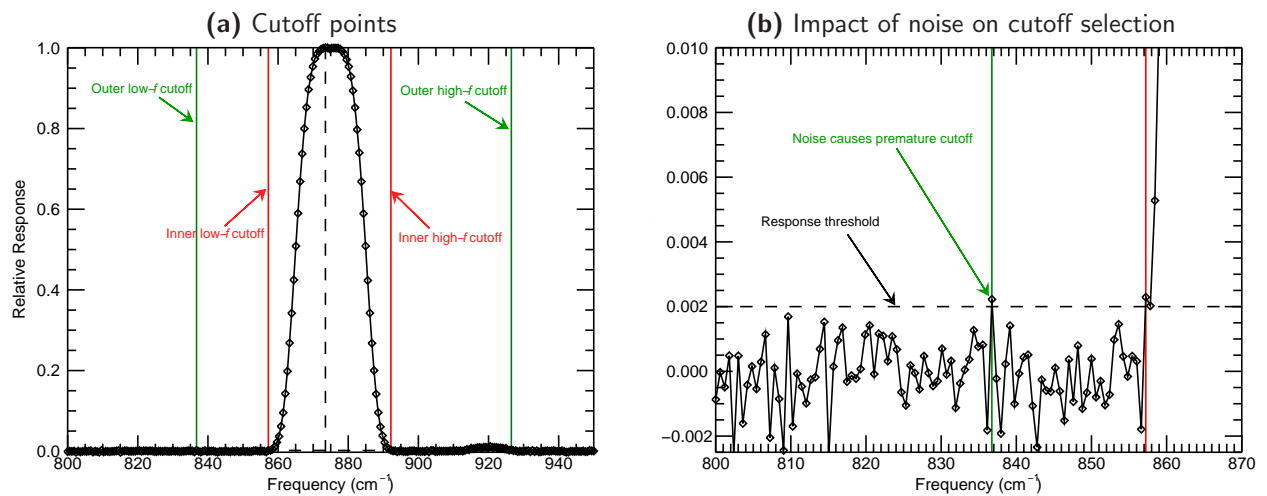 (a) Cutoff points
1.0
0.8
0.6
0.4
0.2
0.0
Relative Response
Outer low–f cutoff
Outer high–f cutoff
Inner low–f cutoff
Inner high–f cutoff
800 820 840 860 880 900 920 940
Frequency (cm⁻¹)
(b) Impact of noise on cutoff selection
0.010
0.008
0.006
0.004
0.002
0.000
−0.002
Noise causes premature cutoff
Response threshold
800 810 820 830 840 850 860 870
Frequency (cm⁻¹)